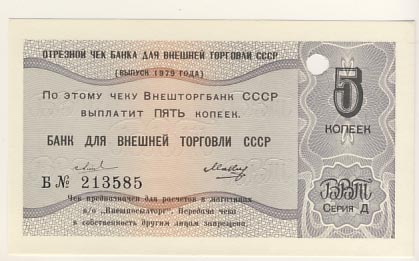 ОТРЕЗНОЙ ЧЕК БАНКА ДЛЯ ВНЕШНЕЙ ТОРГОВЛИ СССР
(ВЫПУСК 1979 ГОДА)
По этому чеку Внешторгбанк СССР
выплатит ПЯТЬ копеек.
БАНК ДЛЯ ВНЕШНЕЙ ТОРГОВЛИ СССР
Б № 213585
Чек предназначен для расчетов в магазинах
в/о „Внешпосылторг". Передача чека
в собственность другим лицам запрещена.
5
КОПЕЕК
БВТ
Серия Д